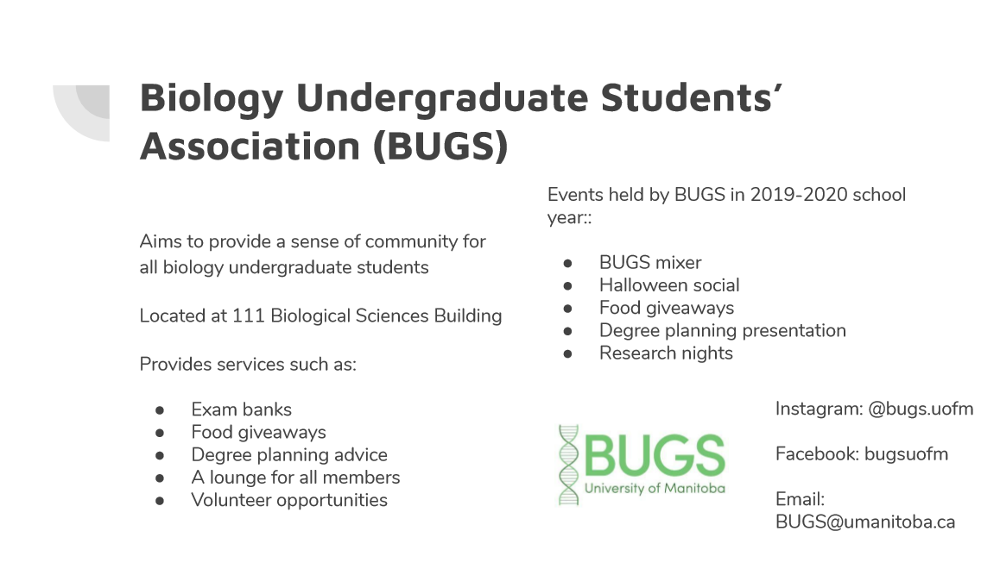 Biology Undergraduate Students’
Association (BUGS)
Aims to provide a sense of community for
all biology undergraduate students
Located at 111 Biological Sciences Building
Provides services such as:
● Exam banks
● Food giveaways
● Degree planning advice
● A lounge for all members
● Volunteer opportunities
Events held by BUGS in 2019-2020 school
year::
● BUGS mixer
● Halloween social
● Food giveaways
● Degree planning presentation
● Research nights
BUGS
University of Manitoba
Instagram: @bugs.uofm
Facebook: bugsuofm
Email:
BUGS@umanitoba.ca